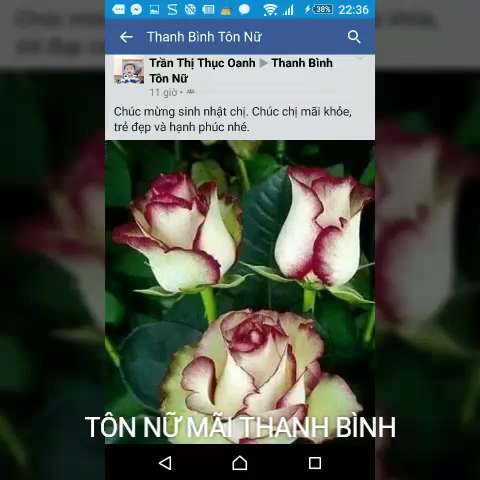 38% 22:36
Thanh Bình Tôn Nữ
Trần Thị Thục Oanh ▶ Thanh Bình
Tôn Nữ
11 giờ •
Chúc mừng sinh nhật chị. Chúc chị mãi khỏe,
trẻ đẹp và hạnh phúc nhé.
TÔN NỮ MÃI THANH BÌNH